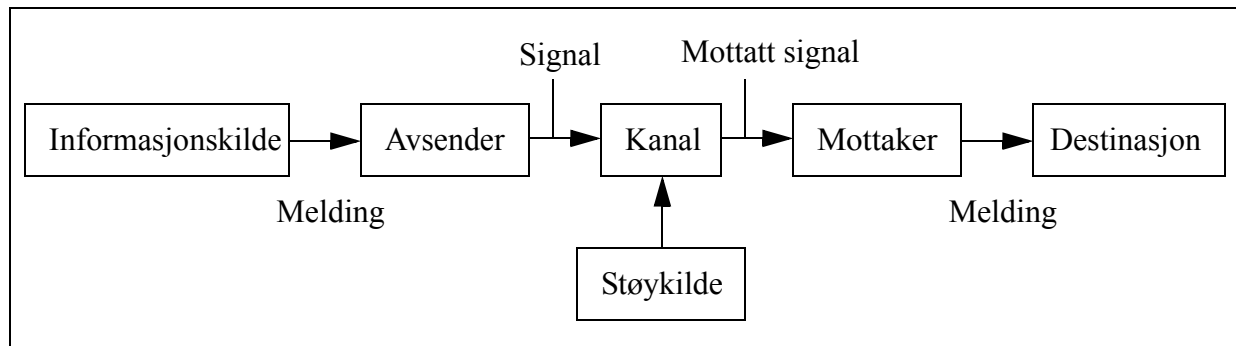 Signal
Mottatt signal
Informasjonskilde
Avsender
Kanal
Mottaker
Destinasjon
Melding
Melding
Støykilde